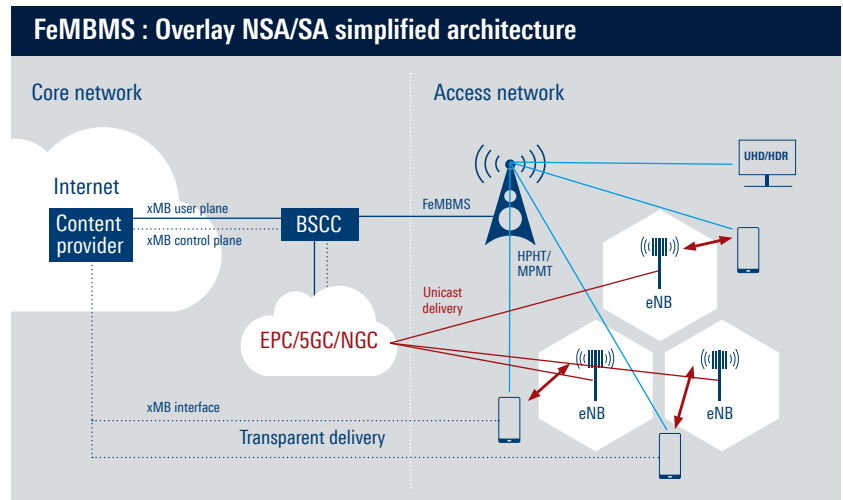 FeMBMS : Overlay NSA/SA simplified architecture
Core network
Access network
UHD/HDR
Internet
Content
provider
xMB user plane
xMB control plane
BSCC
FeMBMS
HPHT/
MPMT
eNB
Unicast
delivery
EPC/5GC/NGC
eNB
eNB
xMB interface
Transparent delivery